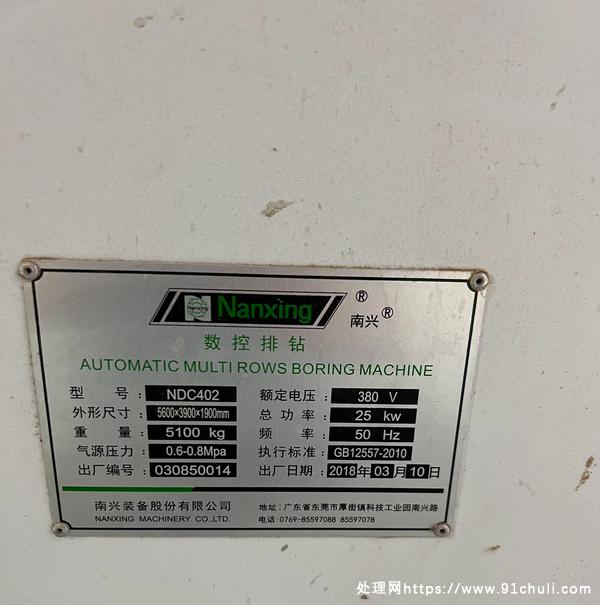 Nanxing Nanxing ® 南兴 ®
数控排钻
AUTOMATIC MULTI ROWS BORING MACHINE
型 号: NDC402 额定电压: 380 V
外形尺寸: 5600×3900×1900mm 总 功 率: 25 kw
重 量: 5100 kg 频 率: 50 Hz
气源压力: 0.6-0.8Mpa 执行标准: GB12557-2010
出厂编号: 030850014 出厂日期: 2018年03月10日
南兴装备股份有限公司 地址: 广东省东莞市厚街镇科技工业园南兴路
NANXING MACHINERY CO.,LTD. 电话: 0769-85597088 85597078
处理网https://www.91chuli.com/